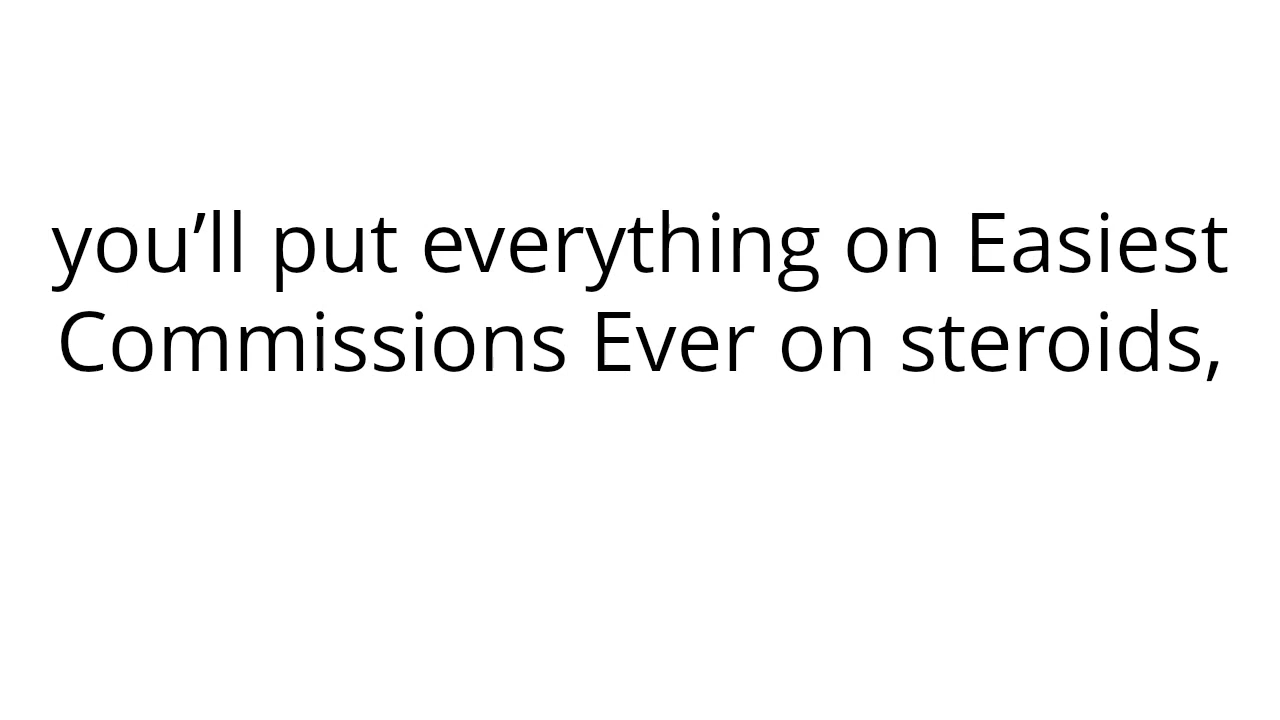 you’ll put everything on Easiest
Commissions Ever on steroids,